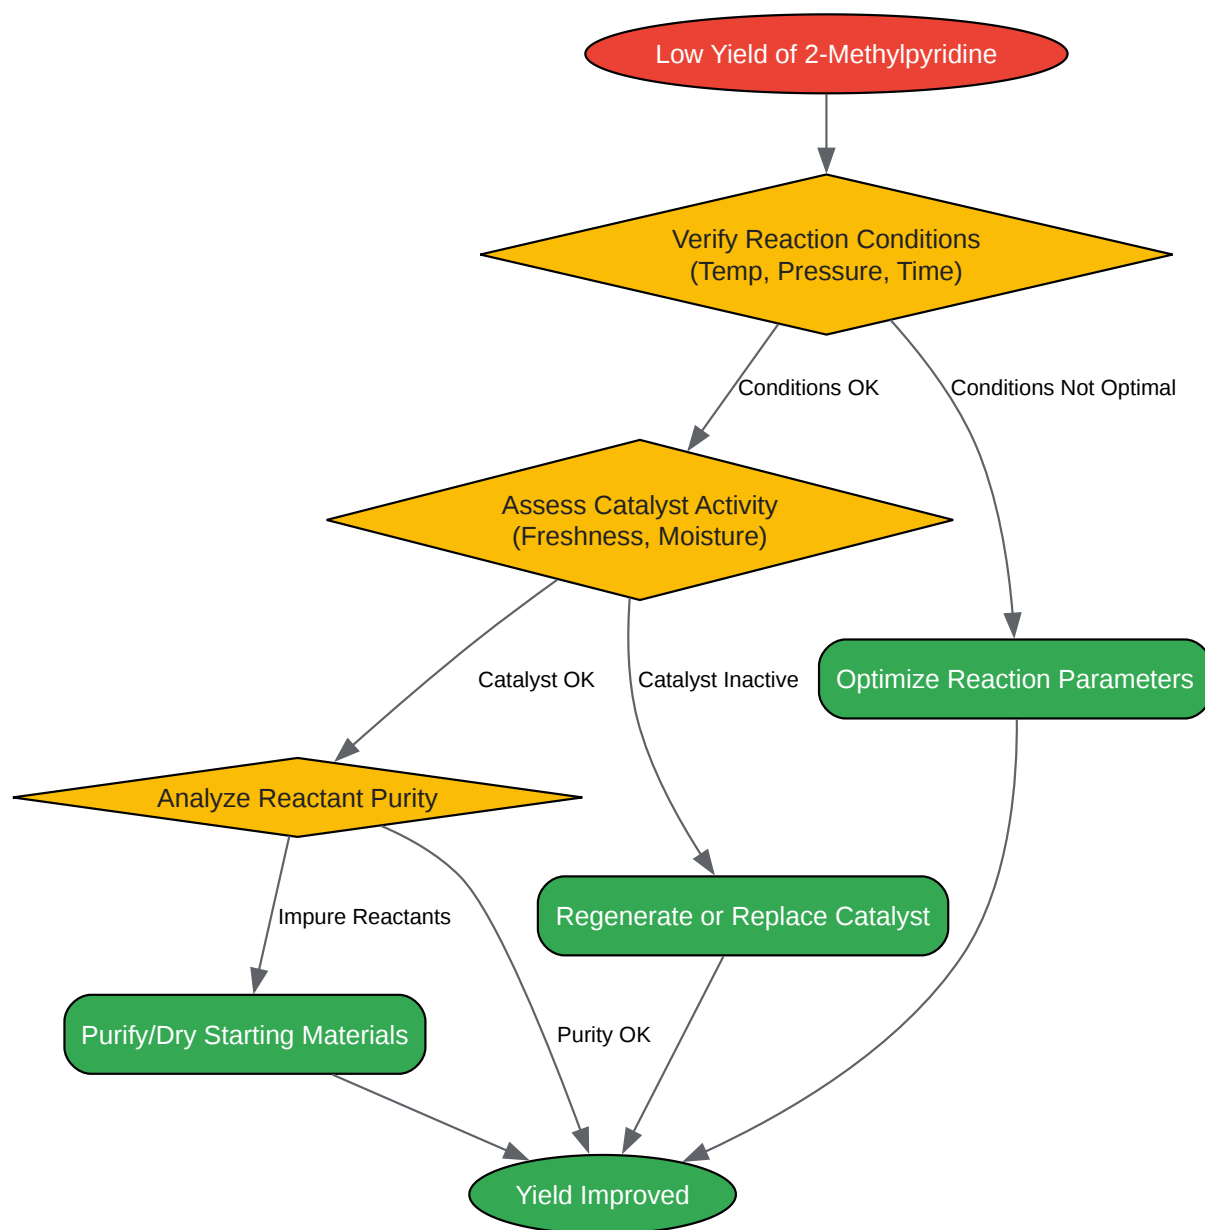 Low Yield of 2-Methylpyridine
Verify Reaction Conditions
(Temp, Pressure, Time)
Conditions OK
Conditions Not Optimal
Assess Catalyst Activity
(Freshness, Moisture)
Catalyst OK
Catalyst Inactive
Optimize Reaction Parameters
Analyze Reactant Purity
Impure Reactants
Regenerate or Replace Catalyst
Purify/Dry Starting Materials
Purity OK
Yield Improved